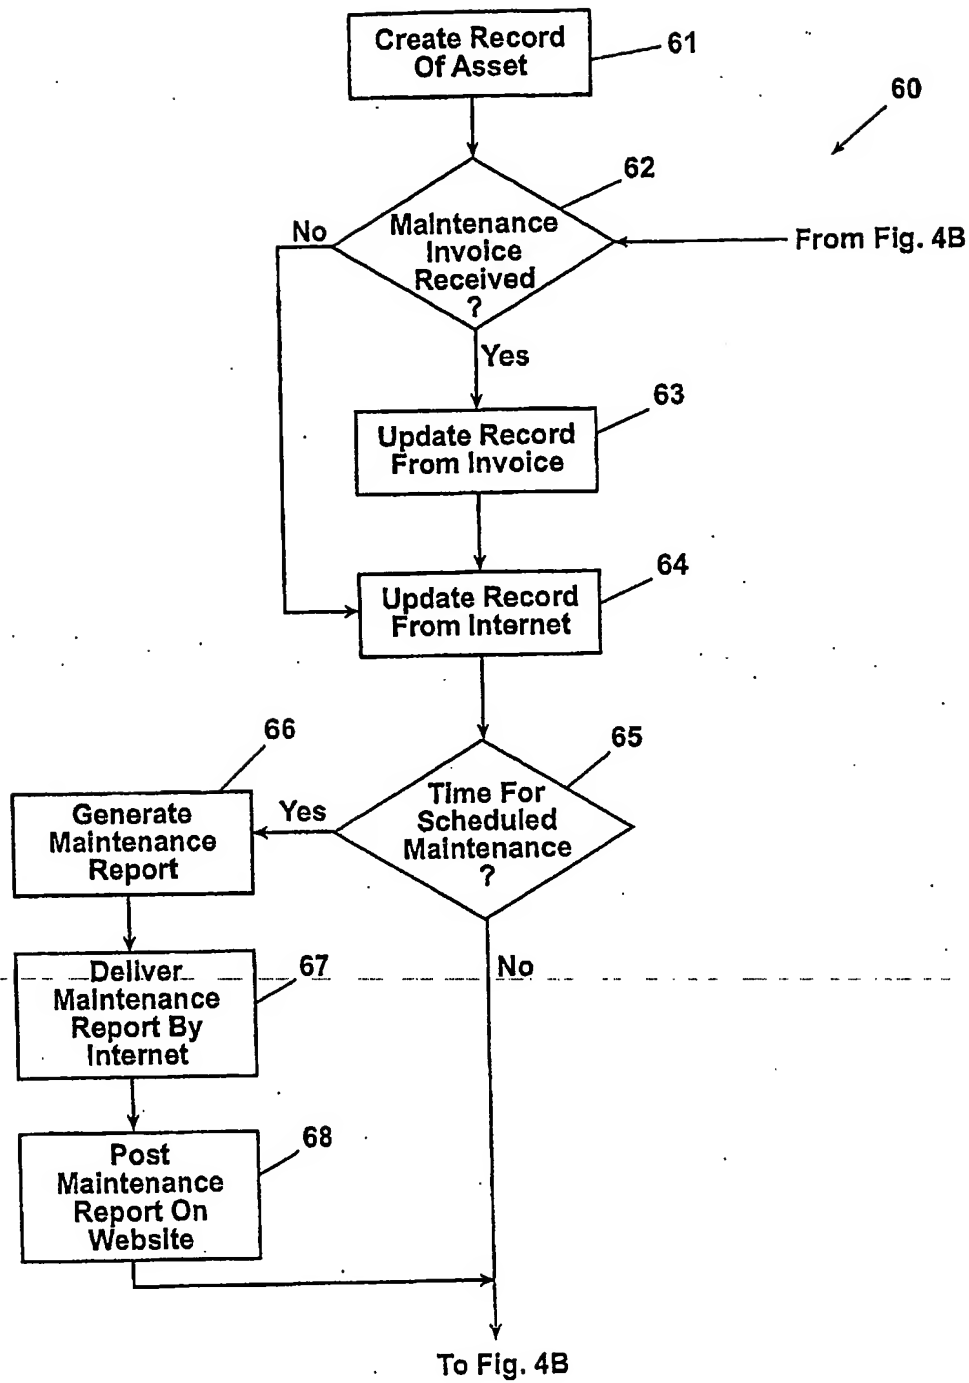 Create Record
Of Asset
61
60
62
Maintenance
Invoice
Received
?
No
From Fig. 4B
Yes
63
Update Record
From Invoice
64
Update Record
From Internet
66
65
Generate
Maintenance
Report
Yes
Time For
Scheduled
Maintenance
?
67
No
Deliver
Maintenance
Report By
Internet
68
Post
Maintenance
Report On
Website
To Fig. 4B